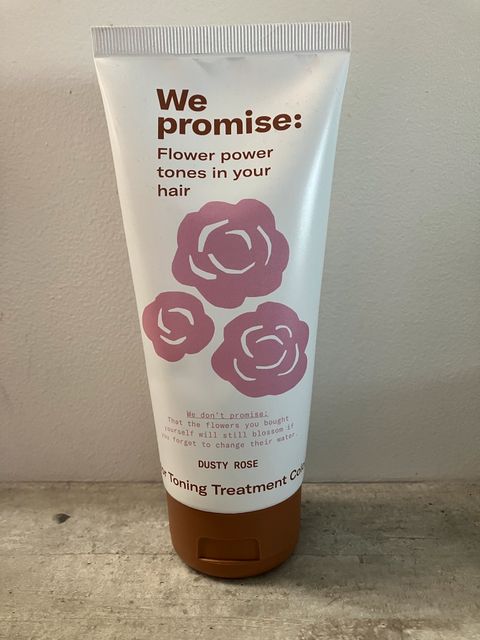 We
promise:
Flower power
tones in your
hair
We don't promise:
That the flowers you bought
yourself will still blossom if
you forget to change their water.
DUSTY ROSE
Toning Treatment